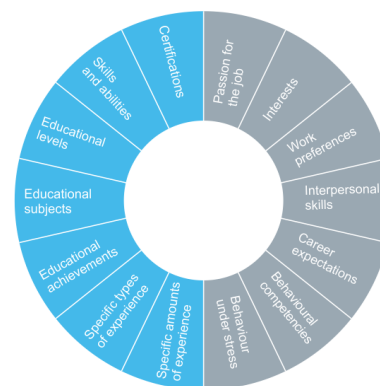 Certifications
Skills
and abilities
Educational
levels
Educational
subjects
Educational
achievements
Specific types
of experience
Specific amounts
of experience
Passion for
the job
Interests
Work
preferences
Interpersonal
skills
Career
expectations
Behavioural
competencies
Behaviour
under stress